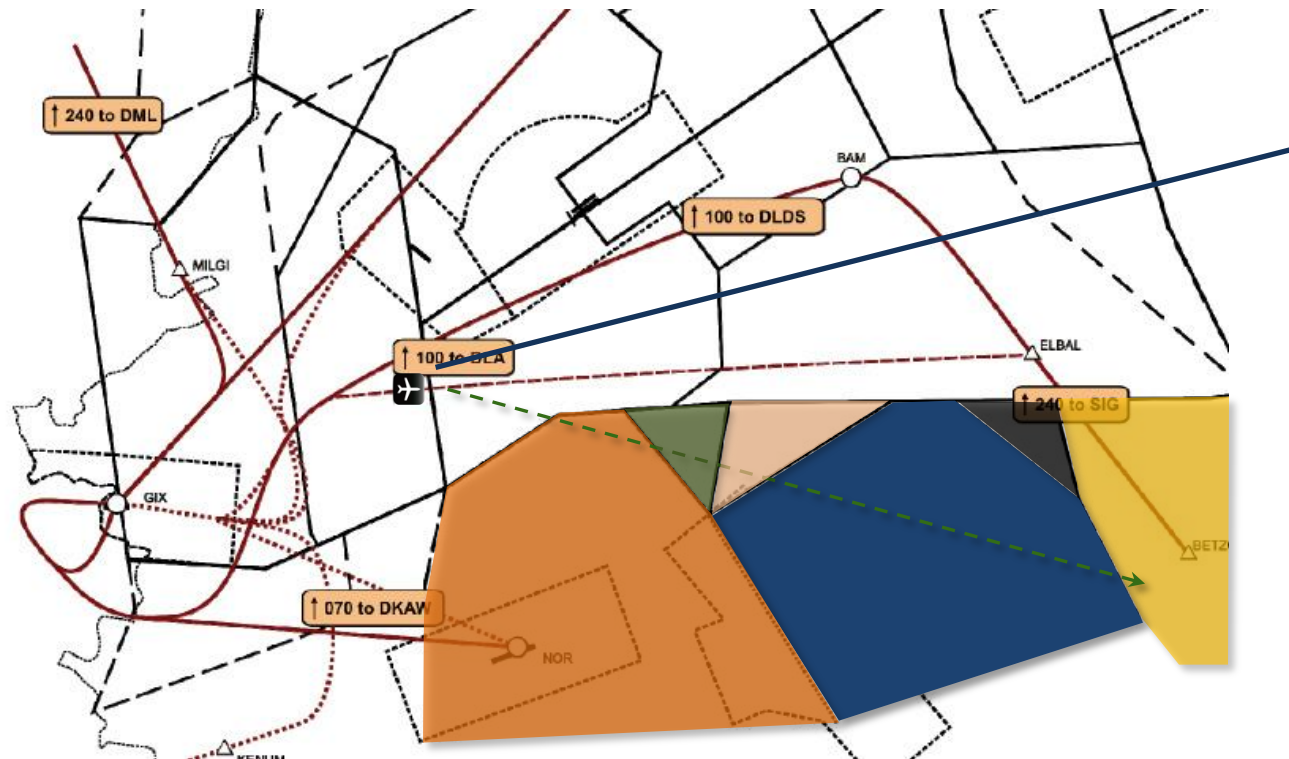 ↑ 240 to DML
BAM
↑ 100 to DLDS
MILGI
ELBAL
↑ 100 to DLA
↑ 240 to SIG
GIX
BETZ
↑ 070 to DKAW
NOR
KENUM